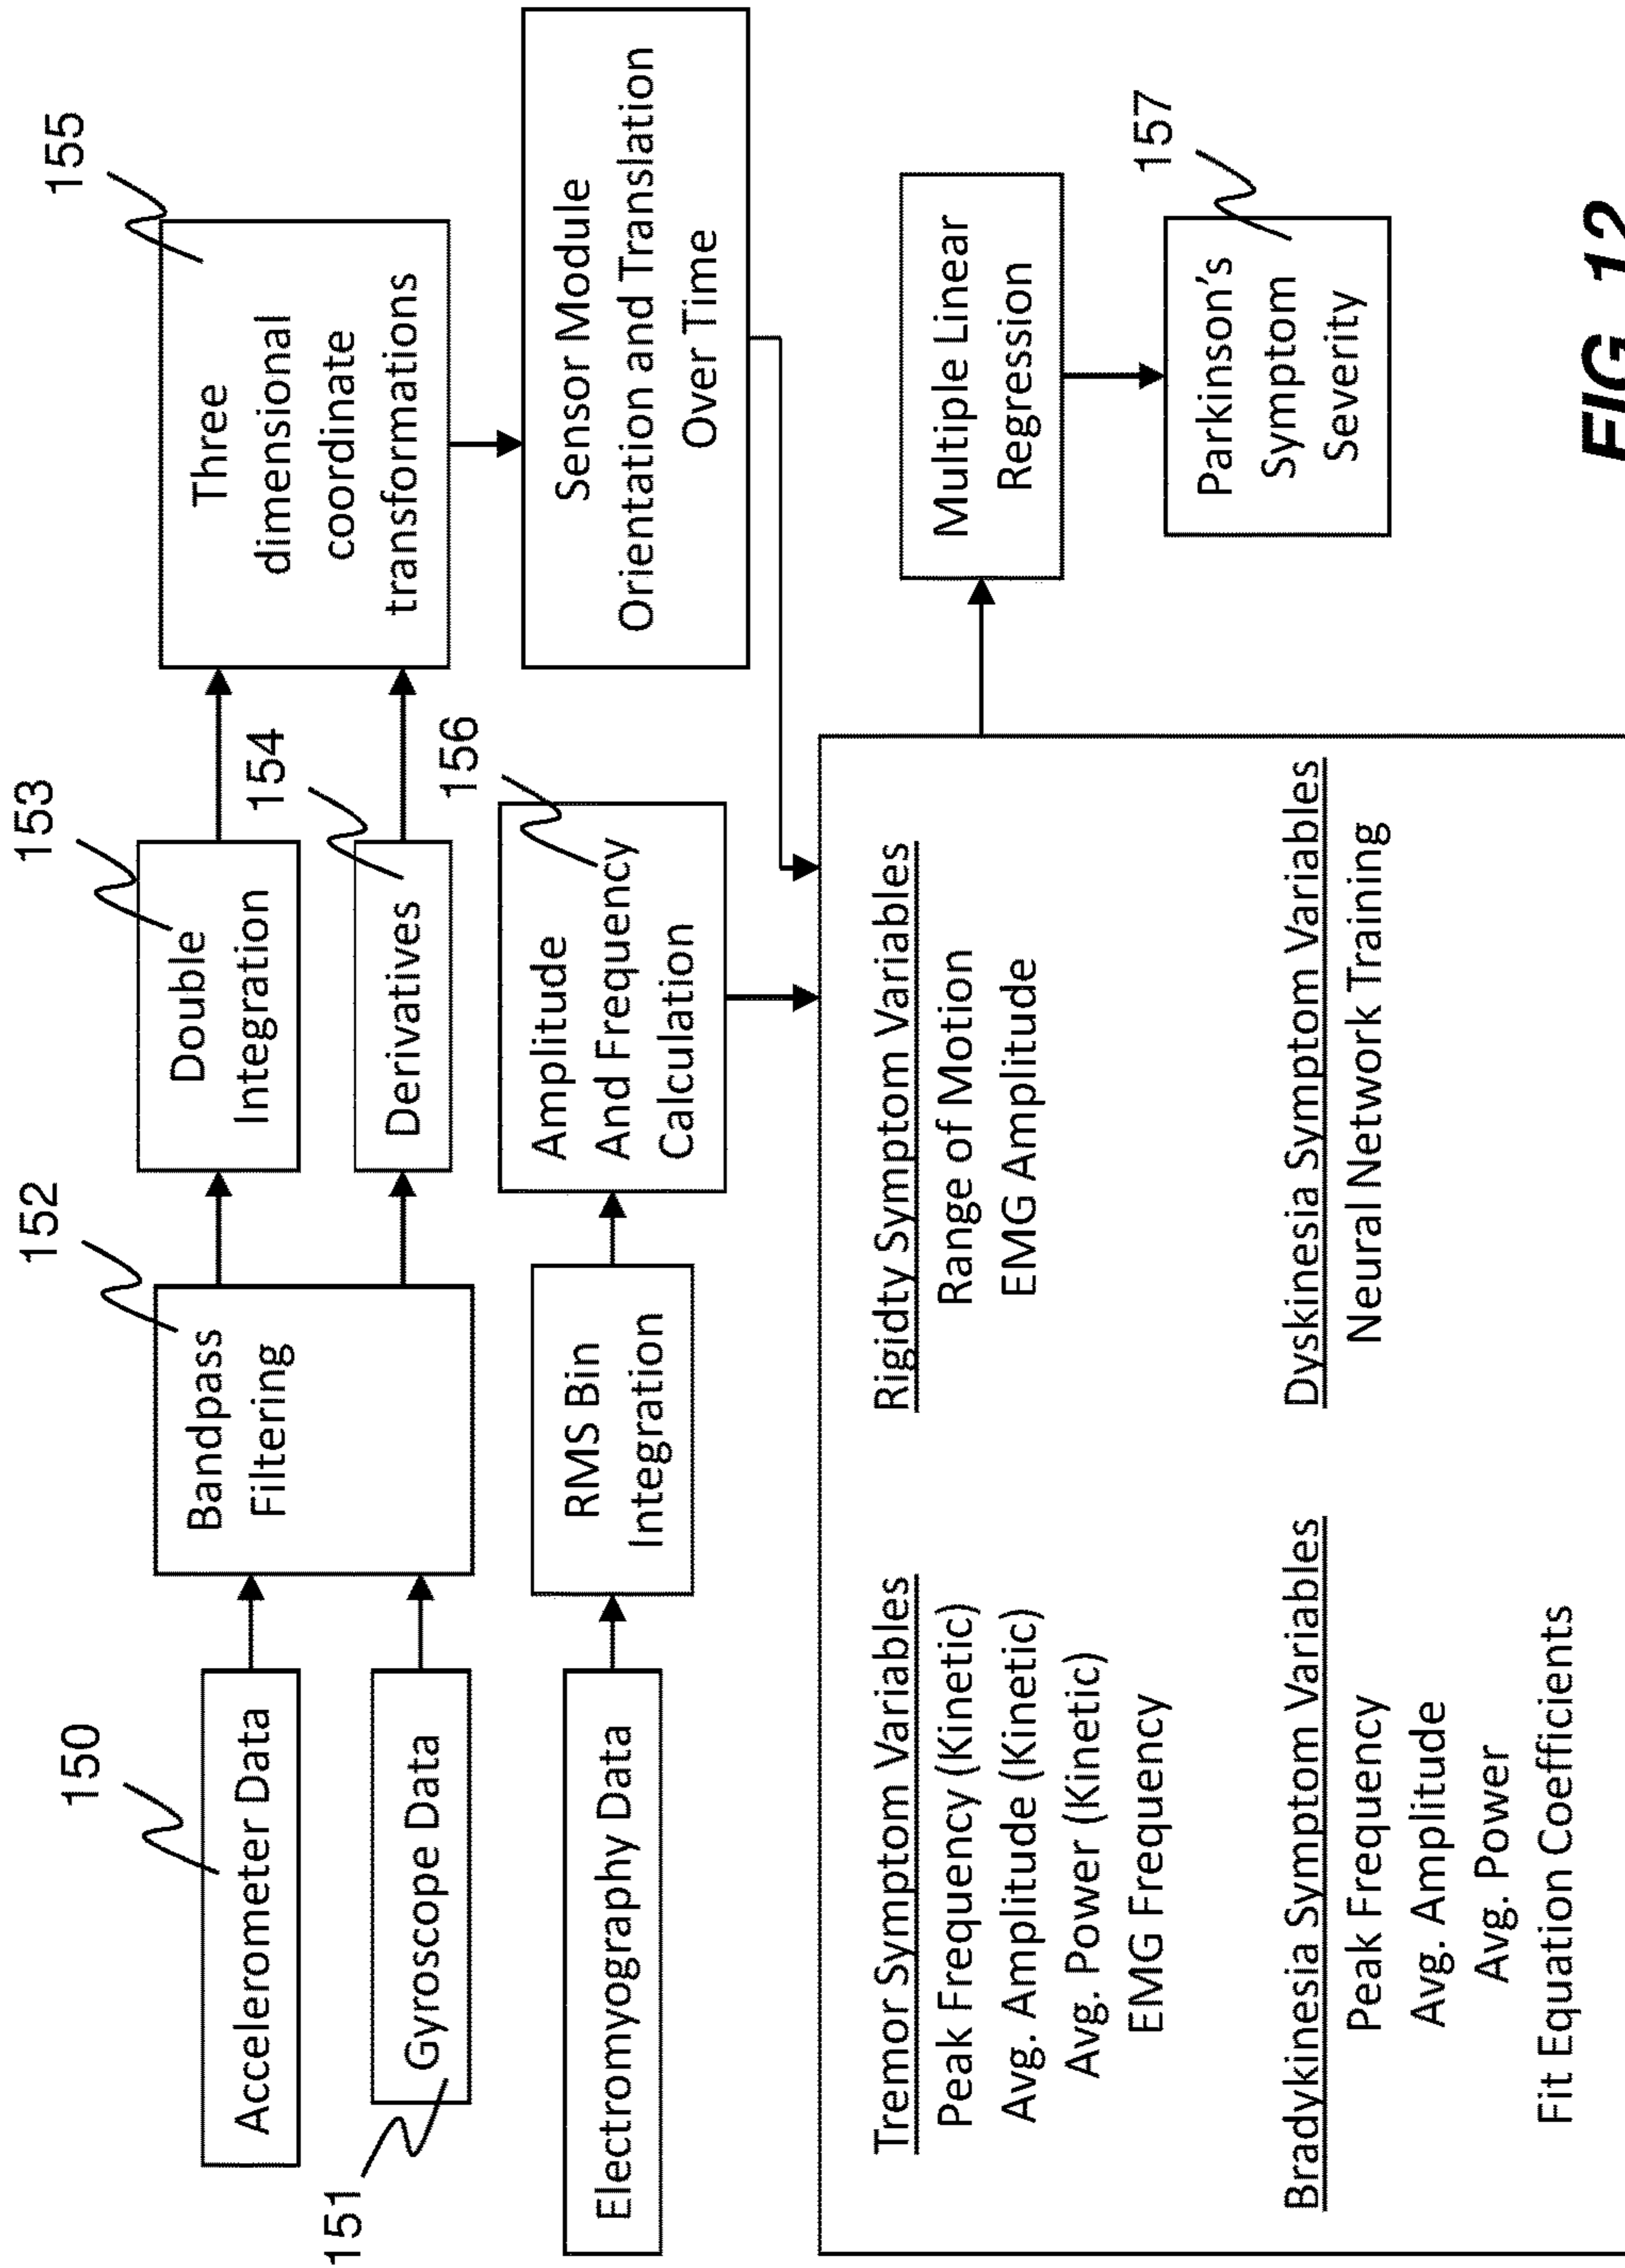 150
Accelerometer Data
151
Gyroscope Data
Electromyography Data
152
Bandpass
Filtering
RMS Bin
Integration
153
Double
Integration
154
Derivatives
156
Amplitude
And Frequency
Calculation
155
Three
dimensional
coordinate
transformations
Sensor Module
Orientation and Translation
Over Time
Tremor Symptom Variables
Peak Frequency (Kinetic)
Avg. Amplitude (Kinetic)
Avg. Power (Kinetic)
EMG Frequency
Rigidty Symptom Variables
Range of Motion
EMG Amplitude
Bradykinesia Symptom Variables
Peak Frequency
Avg. Amplitude
Avg. Power
Fit Equation Coefficients
Dyskinesia Symptom Variables
Neural Network Training
Multiple Linear
Regression
157
Parkinson's
Symptom
Severity
FIG 12